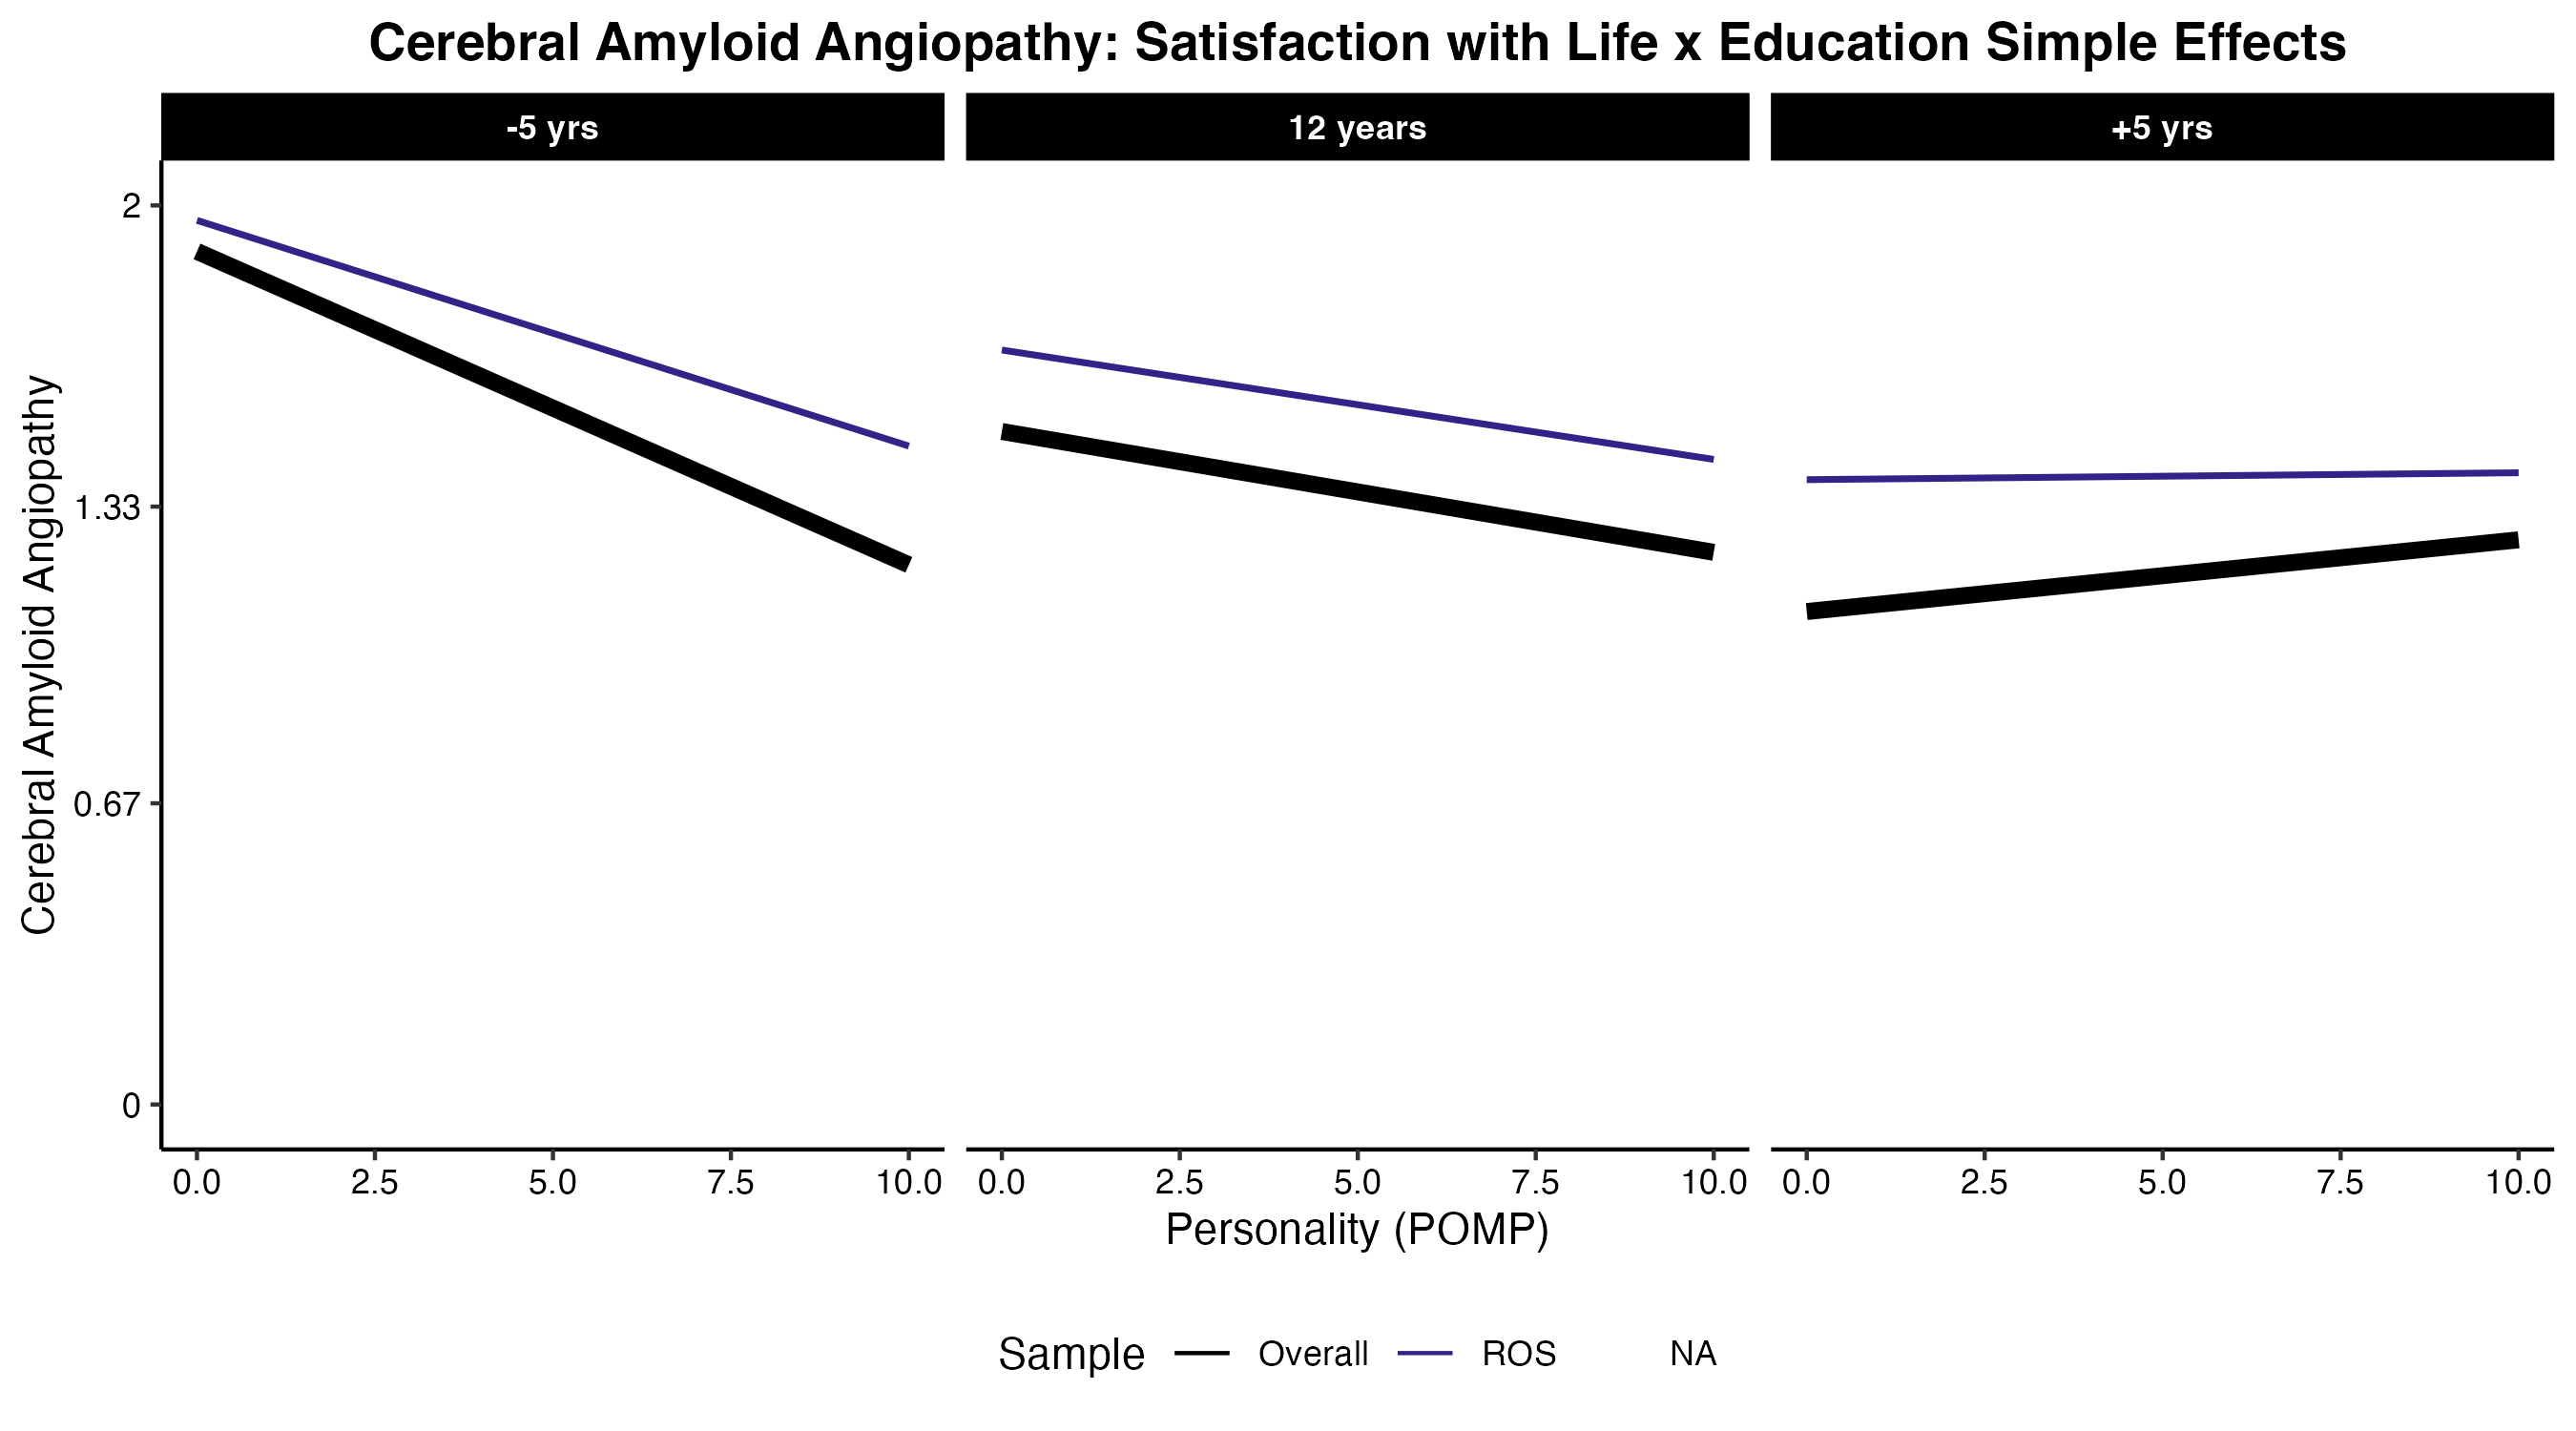 Cerebral Amyloid Angiopathy: Satisfaction with Life x Education Simple Effects
-5 yrs 12 years +5 yrs
Cerebral Amyloid Angiopathy
2
1.33
0.67
0
0.0 2.5 5.0 7.5 10.0 0.0 2.5 5.0 7.5 10.0 0.0 2.5 5.0 7.5 10.0
Personality (POMP)
Sample Overall ROS NA